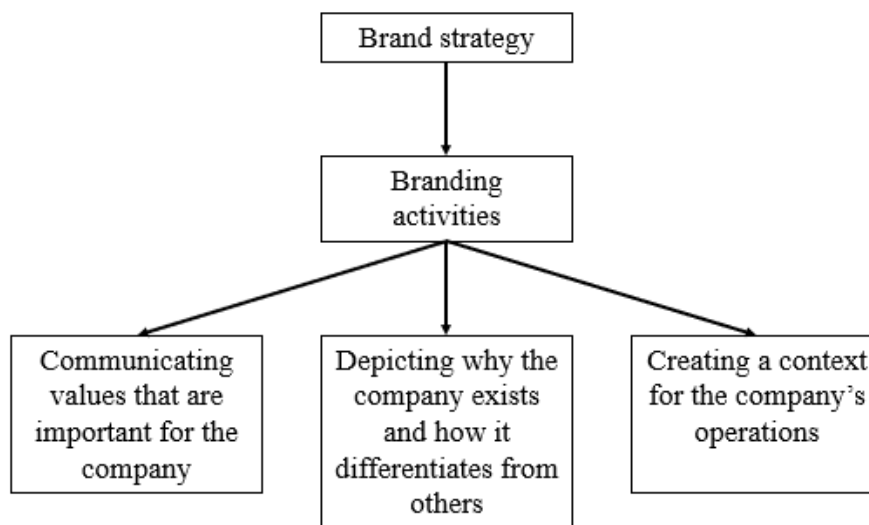 Brand strategy
Branding
activities
Communicating
values that are
important for the
company
Depicting why the
company exists
and how it
differentiates from
others
Creating a context
for the company’s
operations